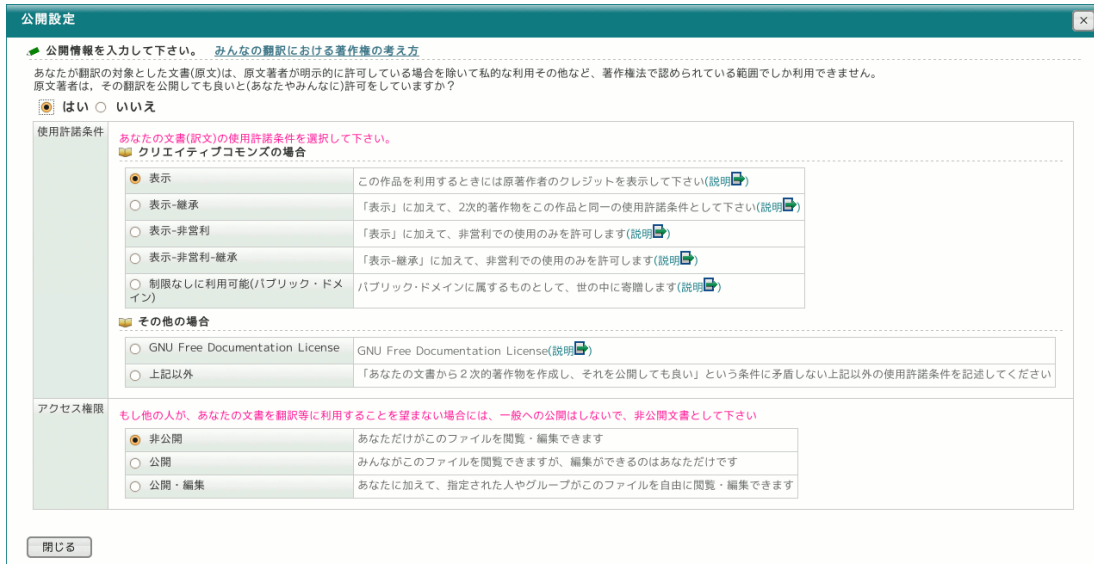 公開設定
公開情報を入力して下さい。 みんなの翻訳における著作権の考え方
あなたが翻訳の対象とした文書(原文)は、原文著者が明示的に許可している場合を除いて私的な利用その他など、著作権法で認められている範囲でしか利用できません。
原文著者は，その翻訳を公開しても良いと(あなたやみんなに)許可をしていますか？
はい いいえ
使用許諾条件
あなたの文書(訳文)の使用許諾条件を選択して下さい。
クリエイティブコモンズの場合
表示 この作品を利用するときには原著作者のクレジットを表示して下さい(説明)
表示-継承 「表示」に加えて、2次的著作物をこの作品と同一の使用許諾条件として下さい(説明)
表示-非営利 「表示」に加えて、非営利での使用のみを許可します(説明)
表示-非営利-継承 「表示-継承」に加えて、非営利での使用のみを許可します(説明)
制限なしに利用可能(パブリック・ドメ
イン)
パブリック・ドメインに属するものとして、世の中に寄贈します(説明)
その他の場合
GNU Free Documentation License GNU Free Documentation License(説明)
上記以外 「あなたの文書から２次的著作物を作成し、それを公開しても良い」という条件に矛盾しない上記以外の使用許諾条件を記述してください
アクセス権限
もし他の人が、あなたの文書を翻訳等に利用することを望まない場合には、一般への公開はしないで、非公開文書として下さい
非公開 あなただけがこのファイルを閲覧・編集できます
公開 みんながこのファイルを閲覧できますが、編集ができるのはあなただけです
公開・編集 あなたに加えて、指定された人やグループがこのファイルを自由に閲覧・編集できます
閉じる